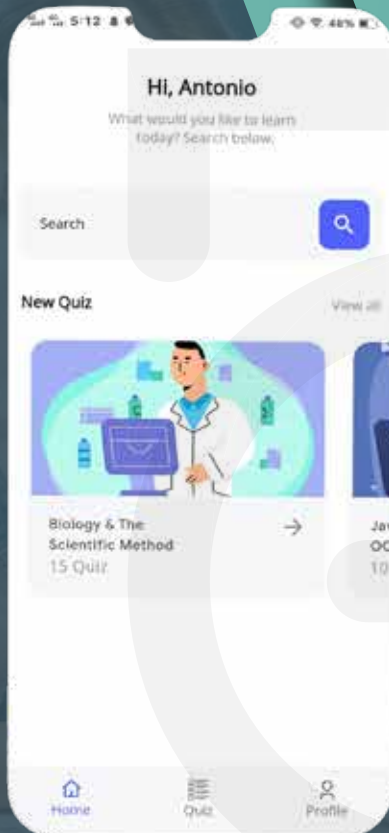 5:12
48%
Hi, Antonio
What would you like to learn
today? Search below.
Search
New Quiz
View all
Biology & The
Scientific Method
15 Quiz
Home
Quiz
Profile